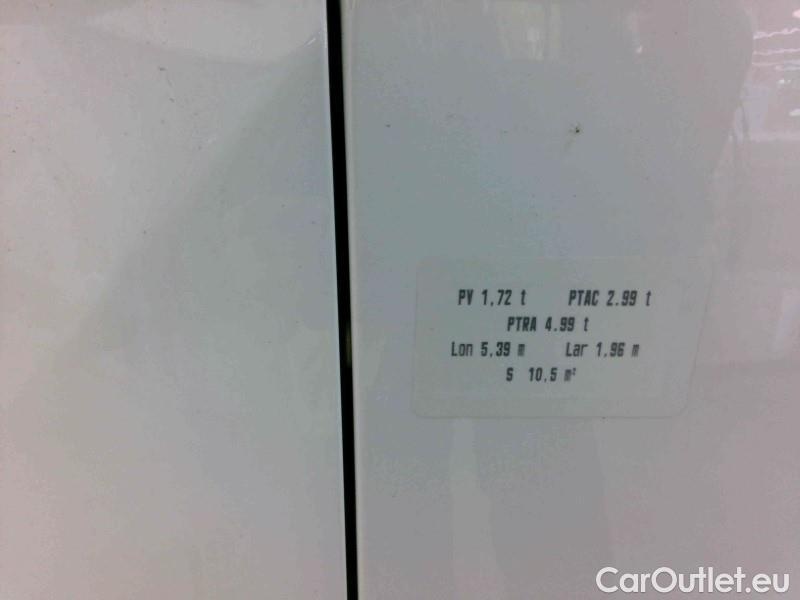 PV 1,72 t PTAC 2.99 t
PTRA 4.99 t
Lon 5,39 m Lar 1,96 m
S 10,5 m²
CarOutlet.eu